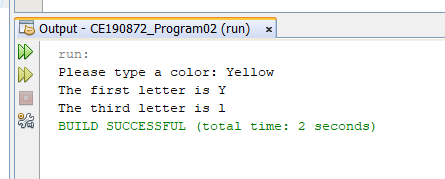 Output - CE190872_Program02 (run)
run:
Please type a color: Yellow
The first letter is Y
The third letter is l
BUILD SUCCESSFUL (total time: 2 seconds)